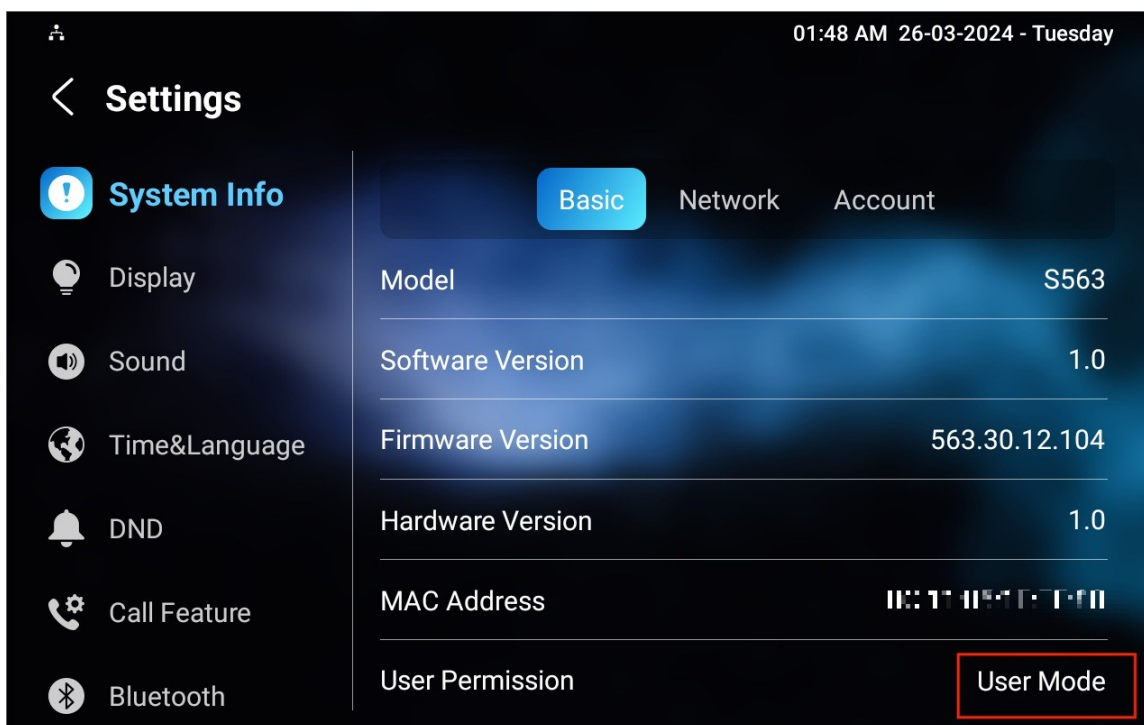 01:48 AM 26-03-2024 - Tuesday
Settings
System Info
Display
Sound
Time&Language
DND
Call Feature
Bluetooth
Basic Network Account
Model S563
Software Version 1.0
Firmware Version 563.30.12.104
Hardware Version 1.0
MAC Address
User Permission User Mode